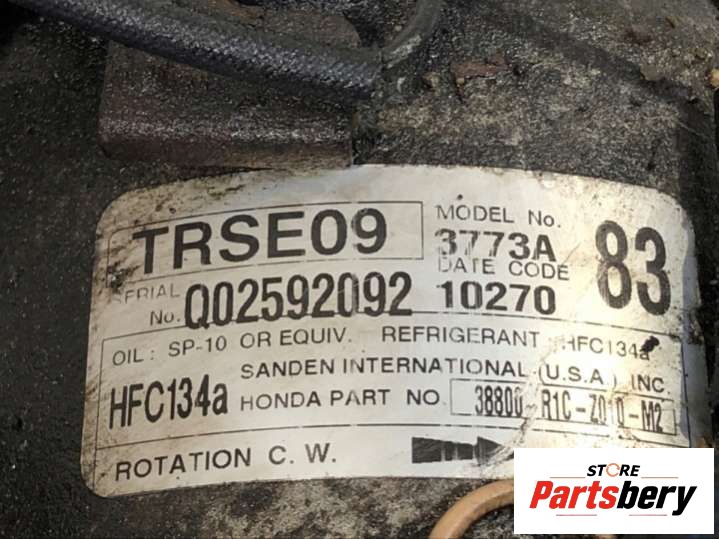 TRSE09
MODEL No.
3773A
83
SERIAL No. Q02592092
DATE CODE
10270
OIL: SP-10 OR EQUIV. REFRIGERANT: HFC134a
HFC134a
SANDEN INTERNATIONAL (U.S.A.) INC.
HONDA PART NO. 38800-R1C-Z010-M2
ROTATION C. W.
STORE
Partsbery